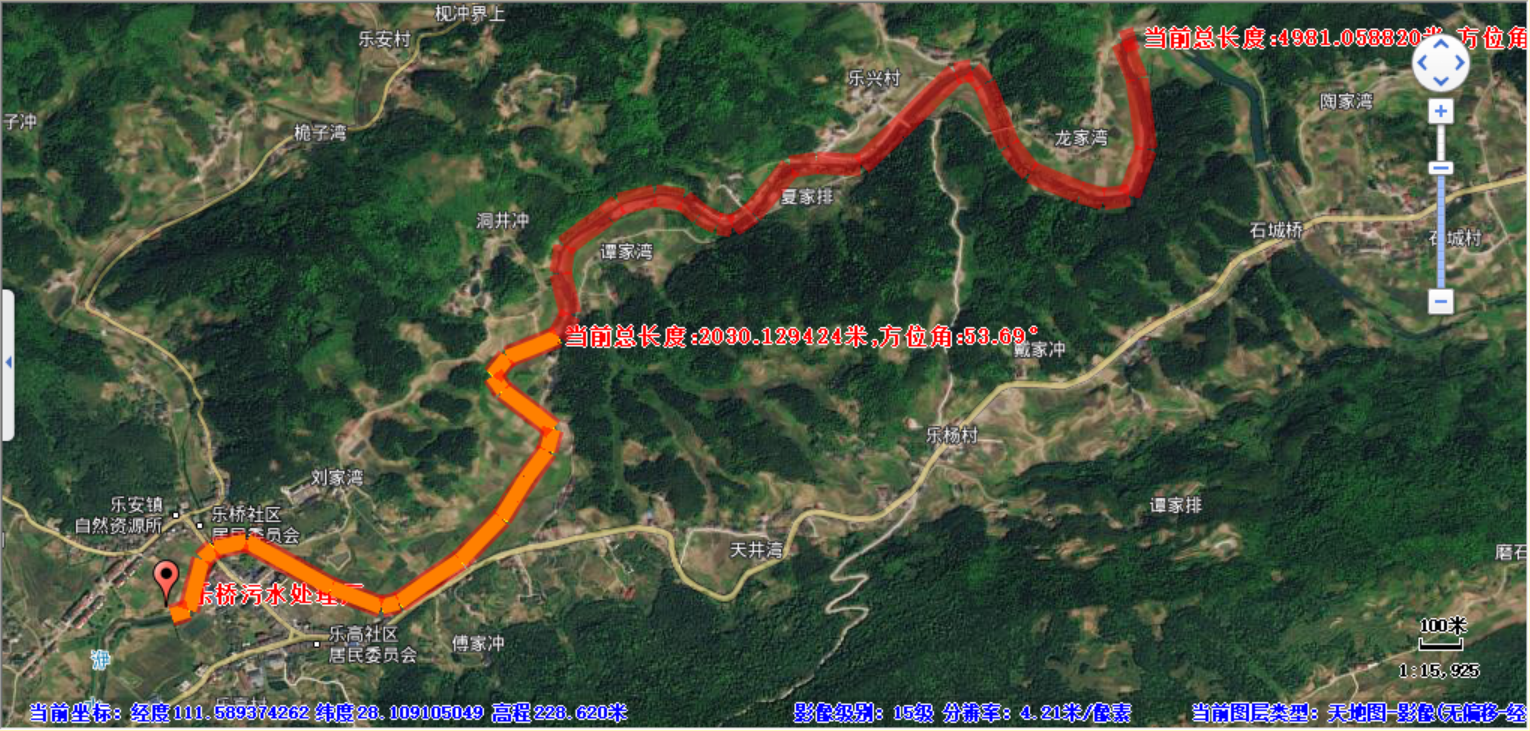 枧冲界上
乐安村
子冲
桅子湾
乐兴村
当前总长度:4981.058820米,方位角
陶家湾
龙家湾
夏家排
洞井冲
谭家湾
石城桥
石城村
当前总长度:2030.129424米,方位角:53.69°
戴家冲
乐杨村
刘家湾
乐安镇
自然资源所
乐桥社区
居民委员会
谭家排
天井湾
磨石
乐桥污水处理厂
乐高社区
居民委员会
傅家冲
100米
1:15,925
当前坐标: 经度111.589374262 纬度28.109105049 高程228.620米
影像级别: 15级 分辨率: 4.21米/像素
当前图层类型: 天地图-影像(无偏移-经